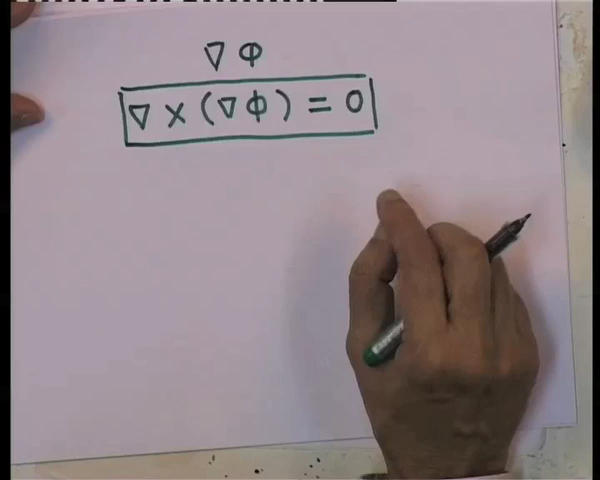 ∇ Φ
∇ × (∇Φ) = 0